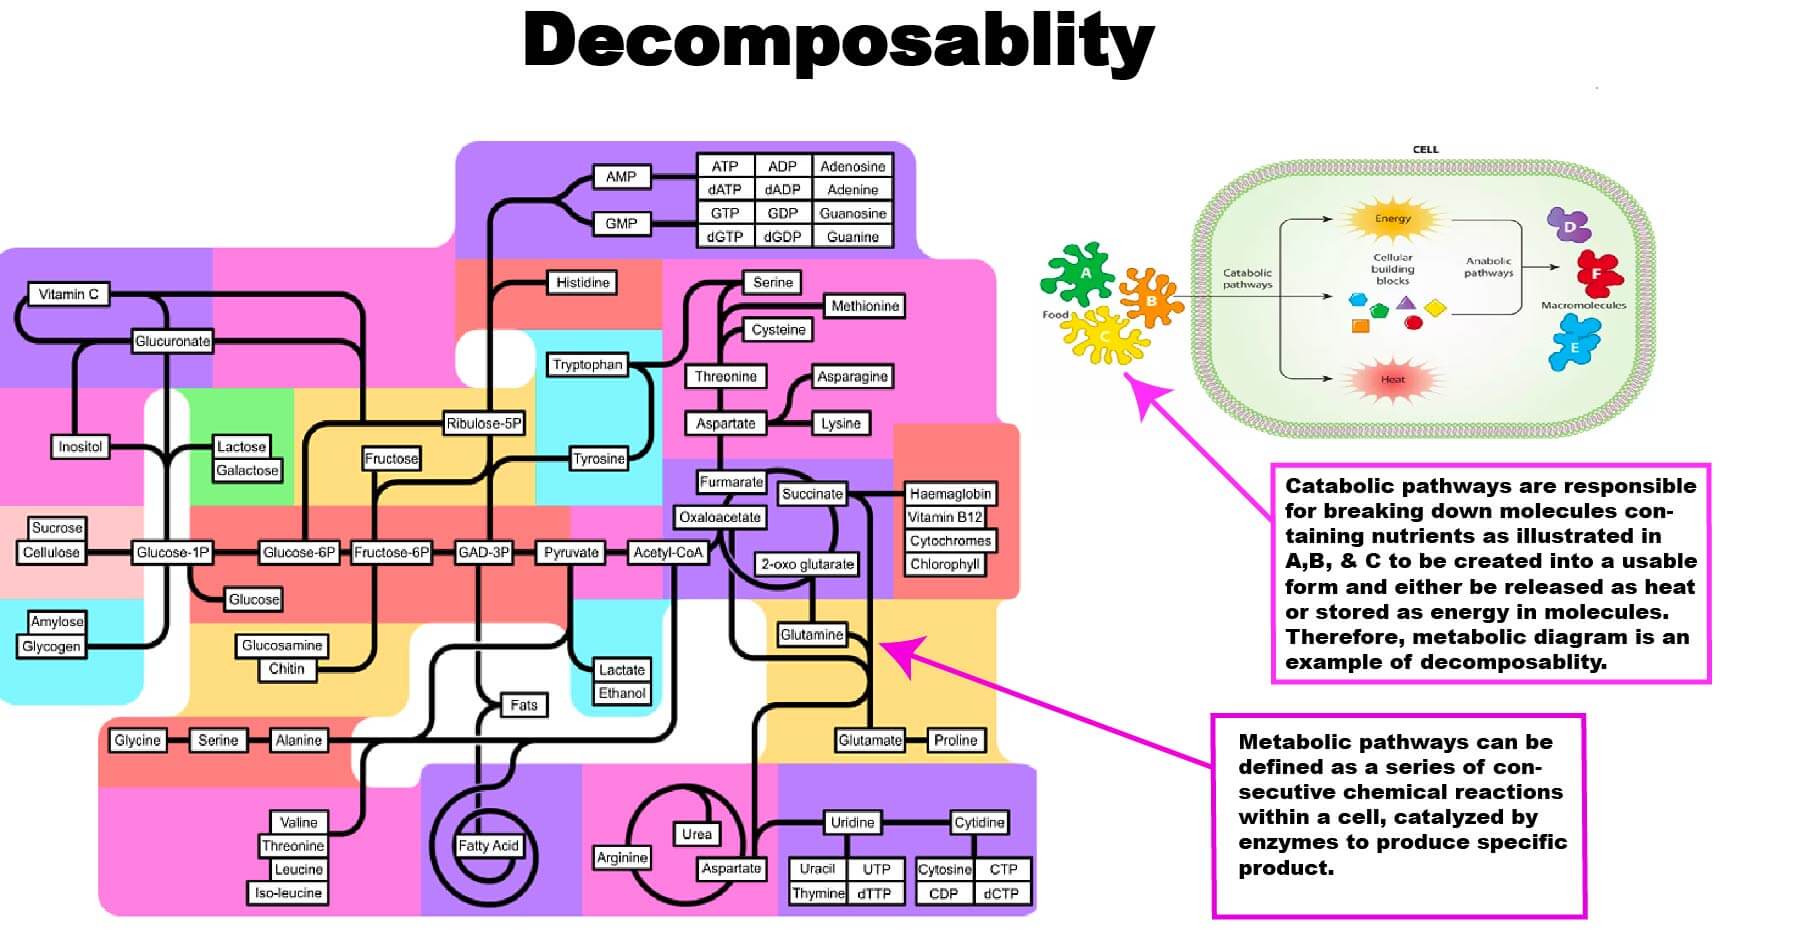 Decomposablity
AMP
ATP ADP Adenosine
dATP dADP Adenine
GMP
GTP GDP Guanosine
dGTP dGDP Guanine
Vitamin C
Glucuronate
Histidine
Serine
Methionine
Cysteine
Tryptophan
Threonine
Asparagine
Ribulose-5P
Aspartate
Lysine
Inositol
Lactose
Galactose
Fructose
Tyrosine
Furmarate
Succinate
Oxaloacetate
2-oxo glutarate
Haemaglobin
Vitamin B12
Cytochromes
Chlorophyll
Sucrose
Cellulose
Glucose-1P
Glucose-6P
Fructose-6P
GAD-3P
Pyruvate
Acetyl-CoA
Glucose
Amylose
Glycogen
Glucosamine
Chitin
Lactate
Ethanol
Glutamine
Fats
Glycine
Serine
Alanine
Glutamate
Proline
Valine
Threonine
Leucine
Iso-leucine
Fatty Acid
Urea
Arginine
Aspartate
Uridine
Cytidine
Uracil UTP
Thymine dTTP
Cytosine CTP
CDP dCTP
CELL
A
B
C
Food
Catabolic
pathways
Energy
Cellular
building
blocks
Heat
Anabolic
pathways
D
F
Macromolecules
E
Catabolic pathways are responsible
for breaking down molecules con-
taining nutrients as illustrated in
A,B, & C to be created into a usable
form and either be released as heat
or stored as energy in molecules.
Therefore, metabolic diagram is an
example of decomposablity.
Metabolic pathways can be
defined as a series of con-
secutive chemical reactions
within a cell, catalyzed by
enzymes to produce specific
product.